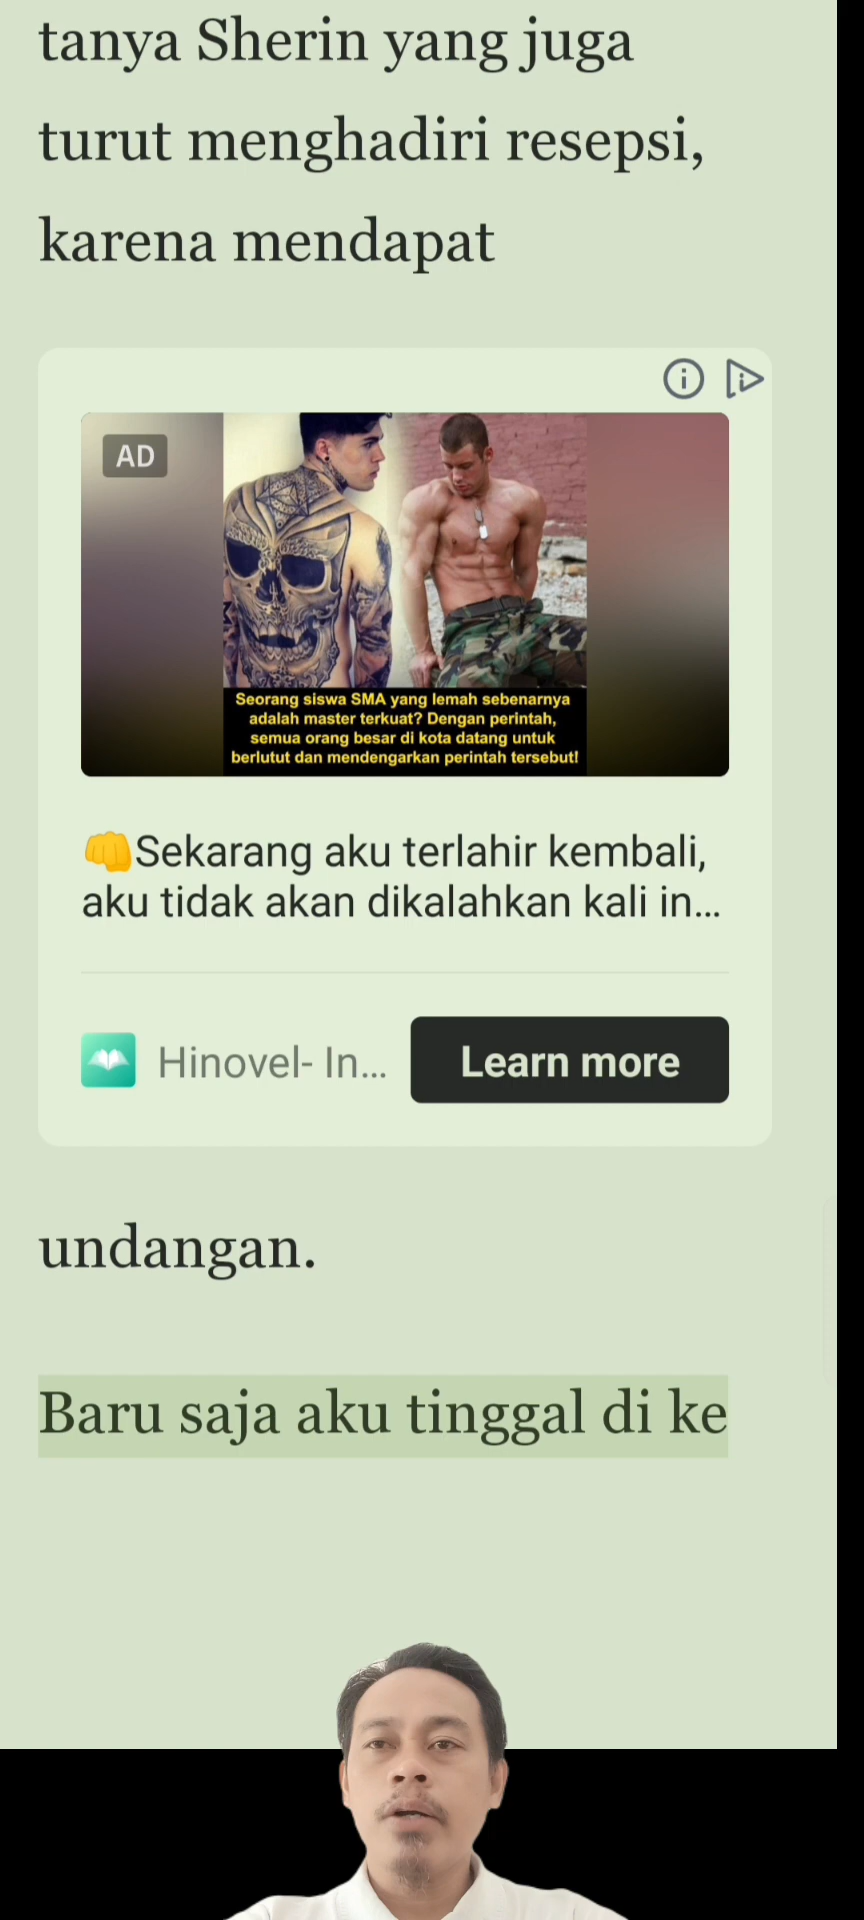 tanya Sherin yang juga
turut menghadiri resepsi,
karena mendapat
AD
Seorang siswa SMA yang lemah sebenarnya
adalah master terkuat? Dengan perintah,
semua orang besar di kota datang untuk
berlutut dan mendengarkan perintah tersebut!
👊Sekarang aku terlahir kembali,
aku tidak akan dikalahkan kali in...
Hinovel- In...
Learn more
undangan.
Baru saja aku tinggal di ke